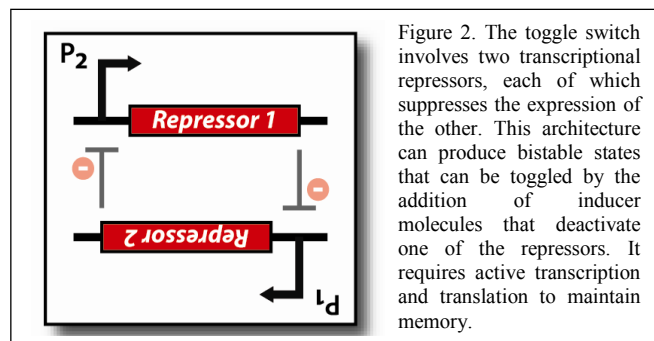 P2
Repressor 1
Repressor 2
P1
Figure 2. The toggle switch
involves two transcriptional
repressors, each of which
suppresses the expression of
the other. This architecture
can produce bistable states
that can be toggled by the
addition of inducer
molecules that deactivate
one of the repressors. It
requires active transcription
and translation to maintain
memory.